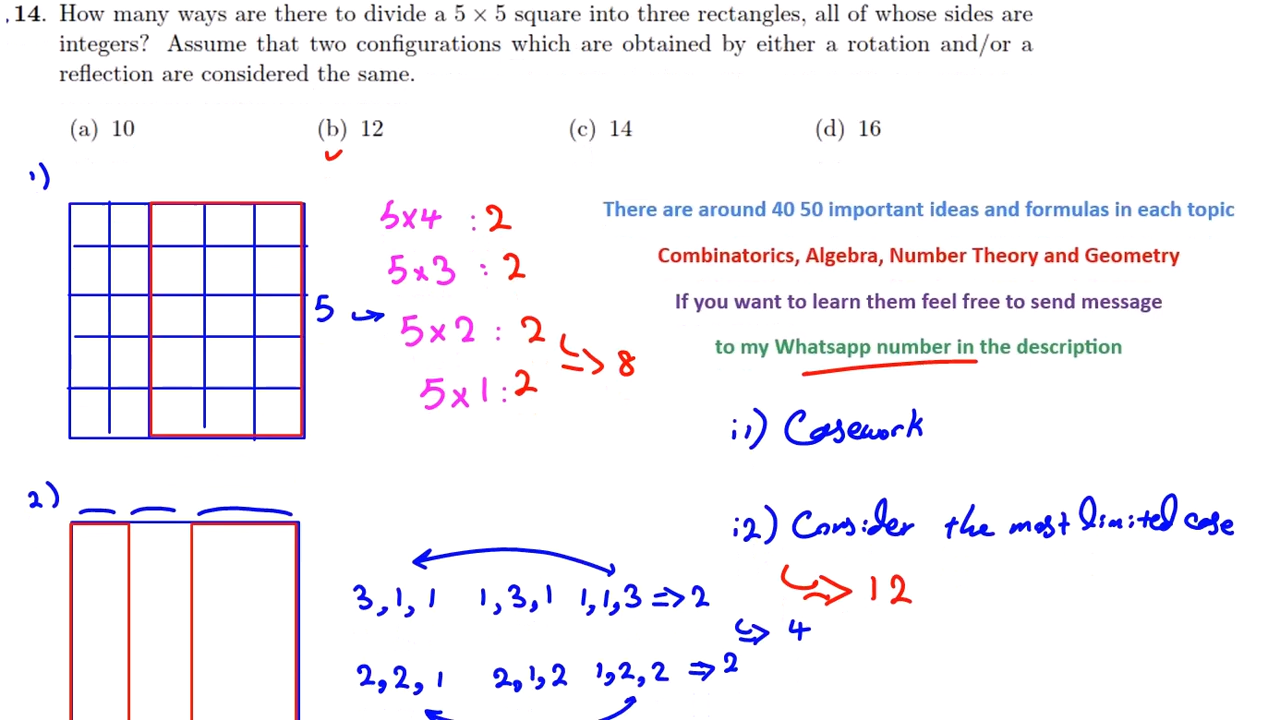 14. How many ways are there to divide a 5 × 5 square into three rectangles, all of whose sides are
integers? Assume that two configurations which are obtained by either a rotation and/or a
reflection are considered the same.
(a) 10 (b) 12 (c) 14 (d) 16
1)
5x4 : 2
5x3 : 2
5 → 5x2 : 2
5x1 : 2
↳> 8
There are around 40 50 important ideas and formulas in each topic
Combinatorics, Algebra, Number Theory and Geometry
If you want to learn them feel free to send message
to my Whatsapp number in the description
i1) Casework
i2) Consider the most limited case
↳> 12
2)
3,1,1 1,3,1 1,1,3 => 2
↳> 4
2,2,1 2,1,2 1,2,2 => 2